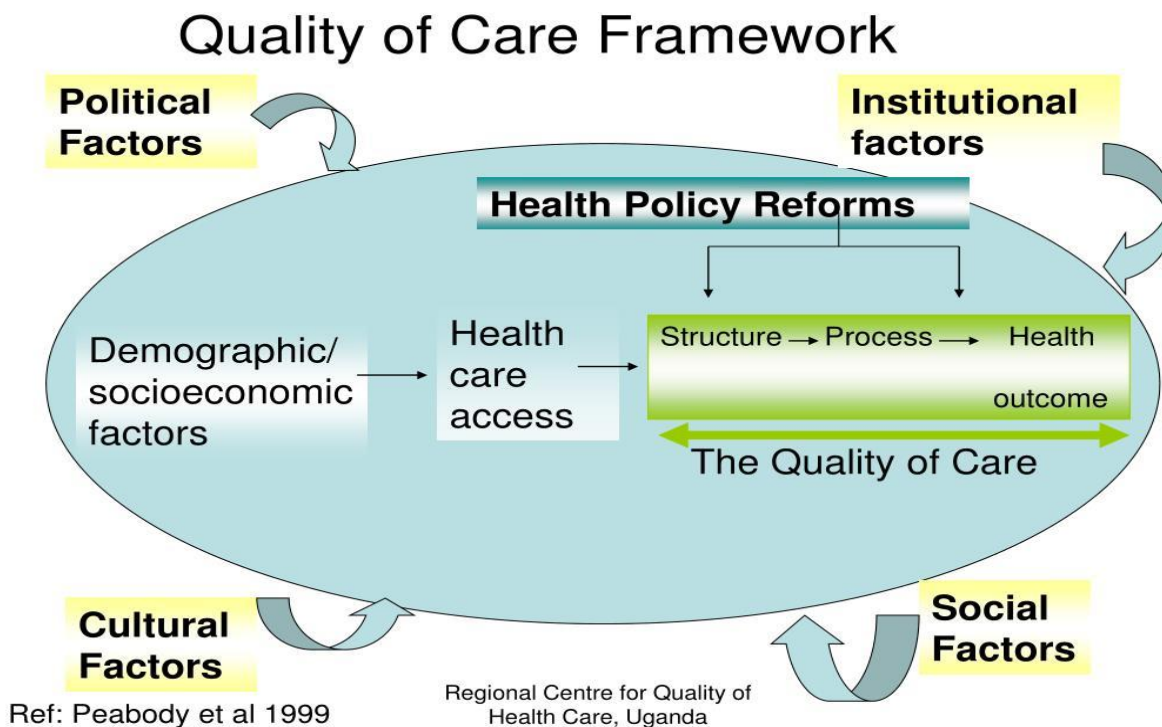 Quality of Care Framework
Political
Factors
Institutional
factors
Health Policy Reforms
Demographic/
socioeconomic
factors
Health
care
access
Structure Process Health
outcome
The Quality of Care
Cultural
Factors
Social
Factors
Ref: Peabody et al 1999
Regional Centre for Quality of
Health Care, Uganda